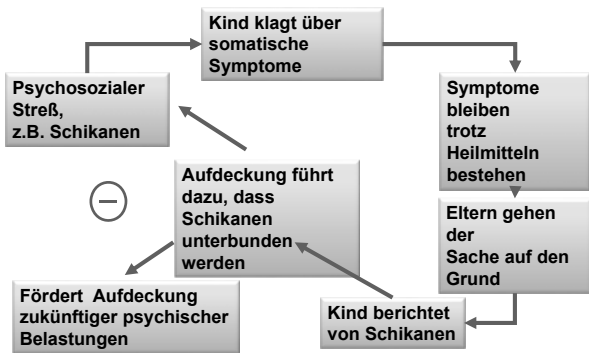 Kind klagt über
somatische
Symptome
Psychosozialer
Streß,
z.B. Schikanen
Symptome
bleiben
trotz
Heilmitteln
bestehen
Aufdeckung führt
dazu, dass
Schikanen
unterbunden
werden
Eltern gehen
der
Sache auf den
Grund
Fördert Aufdeckung
zukünftiger psychischer
Belastungen
Kind berichtet
von Schikanen